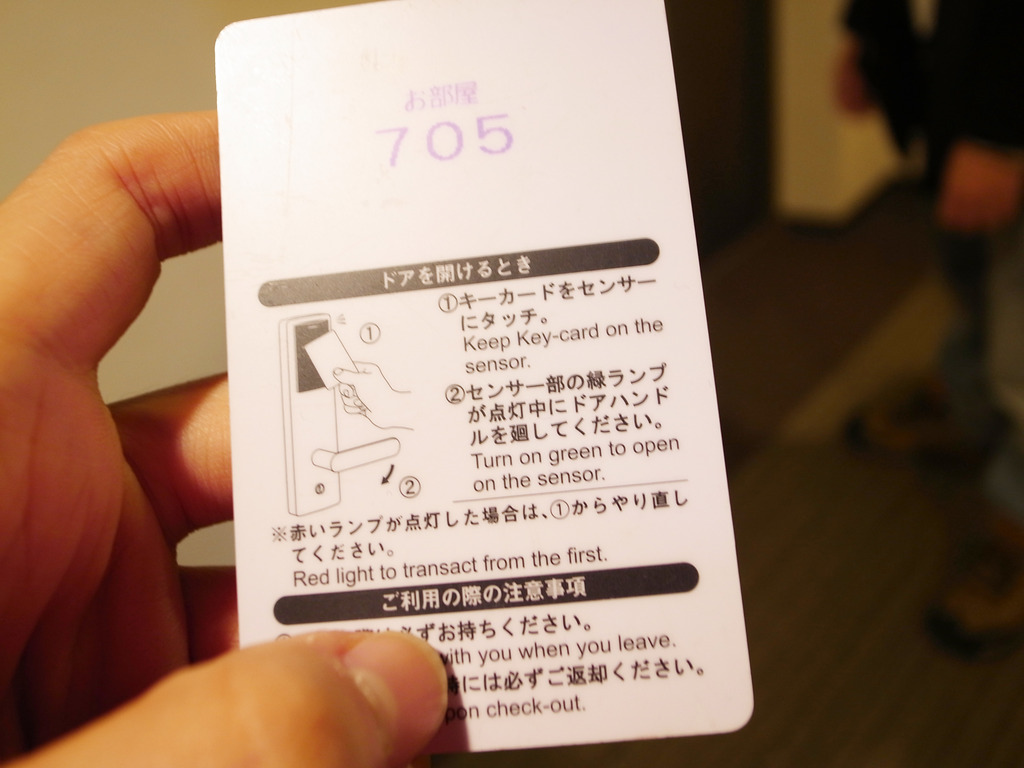 お部屋
705
ドアを開けるとき
①キーカードをセンサー
にタッチ。
Keep Key-card on the
sensor.
②センサー部の緑ランプ
が点灯中にドアハンド
ルを廻してください。
Turn on green to open
on the sensor.
①
②
※赤いランプが点灯した場合は、①からやり直し
てください。
Red light to transact from the first.
ご利用の際の注意事項
必ずお持ちください。
with you when you leave.
時には必ずご返却ください。
upon check-out.